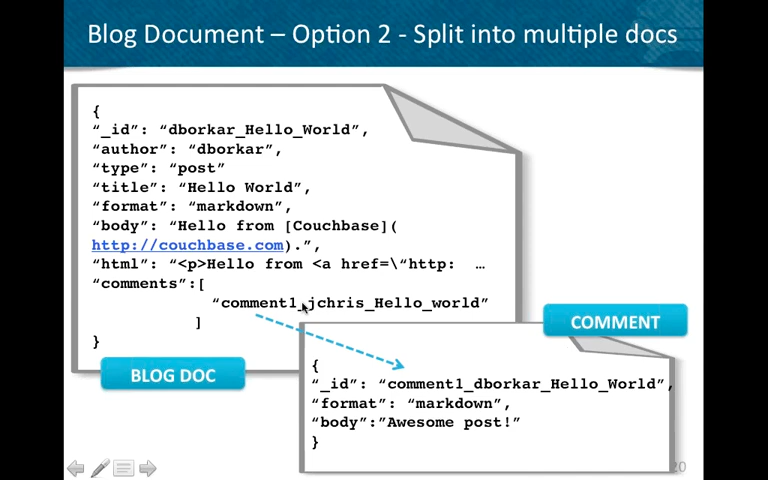 Blog Document – Option 2 - Split into multiple docs
{
“_id”: “dborkar_Hello_World”,
“author”: “dborkar”,
“type”: “post”
“title”: “Hello World”,
“format”: “markdown”,
“body”: “Hello from [Couchbase](
http://couchbase.com).”,
“html”: “<p>Hello from <a href=\“http: …
“comments”:[
“comment1_jchris_Hello_world”
]
}
BLOG DOC
COMMENT
{
“_id”: “comment1_dborkar_Hello_World”,
“format”: “markdown”,
“body”:”Awesome post!”
}
20